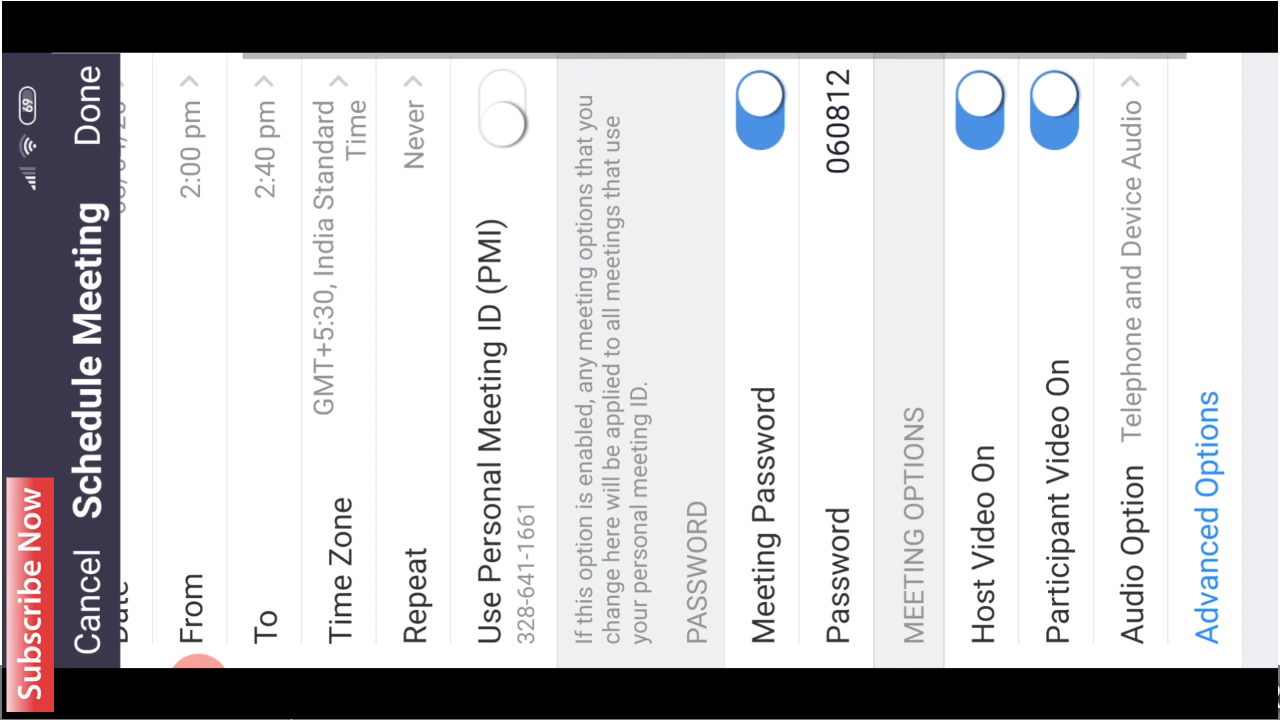 Subscribe Now
69
Cancel Schedule Meeting Done
Date
From 2:00 pm >
To 2:40 pm >
Time Zone GMT+5:30, India Standard Time >
Repeat Never >
Use Personal Meeting ID (PMI)
328-641-1661
If this option is enabled, any meeting options that you
change here will be applied to all meetings that use
your personal meeting ID.
PASSWORD
Meeting Password
Password 060812
MEETING OPTIONS
Host Video On
Participant Video On
Audio Option Telephone and Device Audio >
Advanced Options